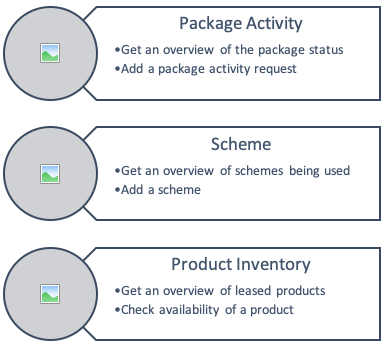 Package Activity
•Get an overview of the package status
•Add a package activity request
Scheme
•Get an overview of schemes being used
•Add a scheme
Product Inventory
•Get an overview of leased products
•Check availability of a product